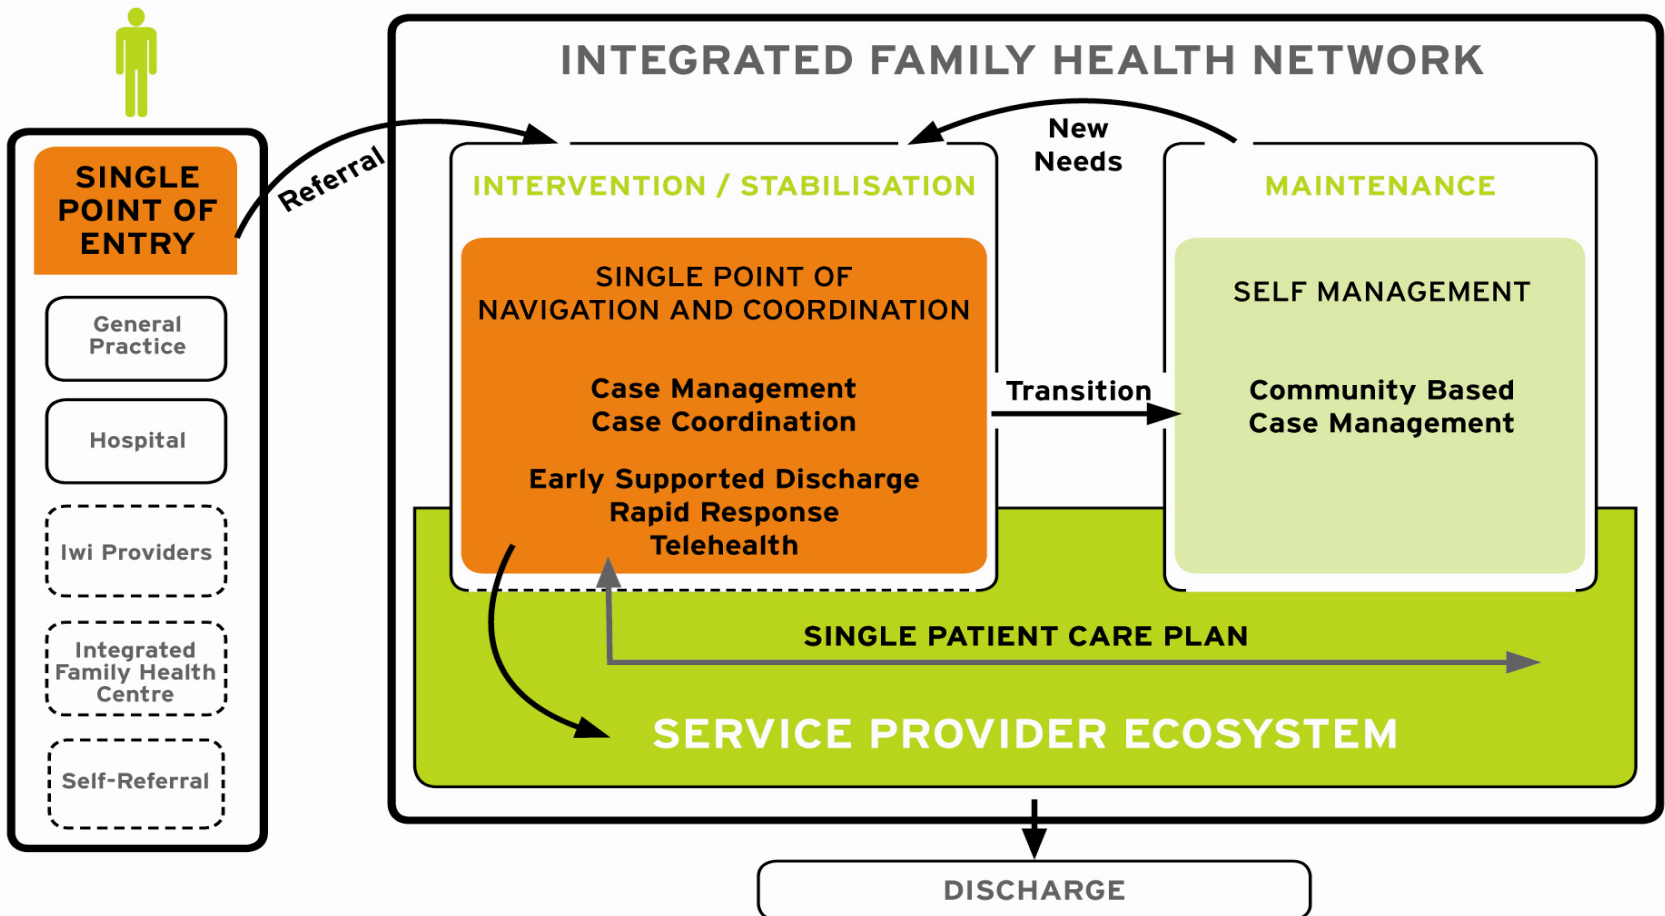 INTEGRATED FAMILY HEALTH NETWORK
SINGLE
POINT OF
ENTRY
General
Practice
Hospital
Iwi Providers
Integrated
Family Health
Centre
Self-Referral
Referral
INTERVENTION / STABILISATION
SINGLE POINT OF
NAVIGATION AND COORDINATION
Case Management
Case Coordination
Early Supported Discharge
Rapid Response
Telehealth
New
Needs
Transition
MAINTENANCE
SELF MANAGEMENT
Community Based
Case Management
SINGLE PATIENT CARE PLAN
SERVICE PROVIDER ECOSYSTEM
DISCHARGE